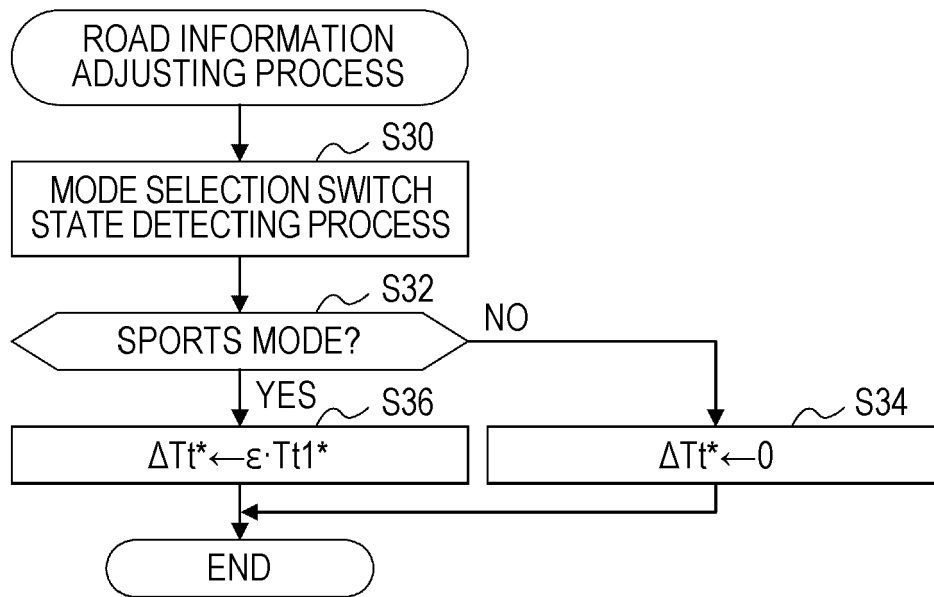 ROAD INFORMATION
ADJUSTING PROCESS
S30
MODE SELECTION SWITCH
STATE DETECTING PROCESS
S32
SPORTS MODE?
NO
YES
S36
ΔTt*←ε·Tt1*
S34
ΔTt*←0
END